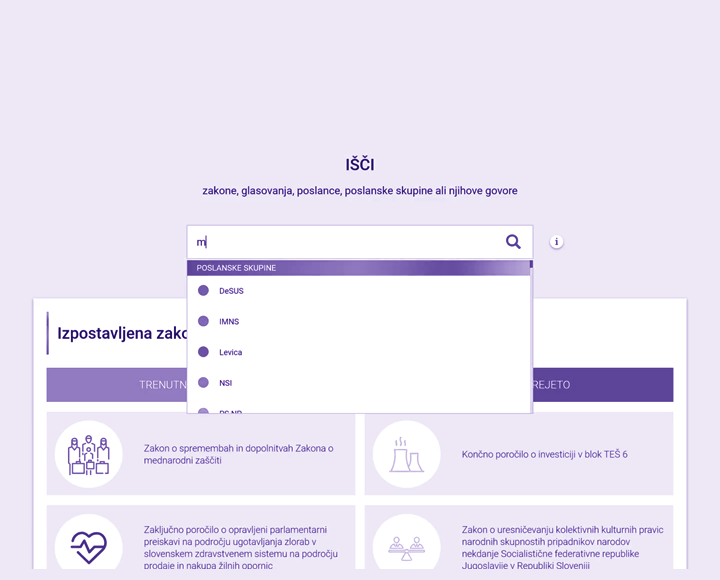 IŠČI
zakone, glasovanja, poslance, poslanske skupine ali njihove govore
m
i
POSLANSKE SKUPINE
DeSUS
IMNS
Levica
NSI
Izpostavljena zako
TRENUTN
REJETO
Zakon o spremembah in dopolnitvah Zakona o
mednarodni zaščiti
Končno poročilo o investiciji v blok TEŠ 6
Zaključno poročilo o opravljeni parlamentarni
preiskavi na področju ugotavljanja zlorab v
slovenskem zdravstvenem sistemu na področju
prodaje in nakupa žilnih opornic
Zakon o uresničevanju kolektivnih kulturnih pravic
narodnih skupnosti pripadnikov narodov
nekdanje Socialistične federativne republike
Jugoslavije v Republiki Sloveniji